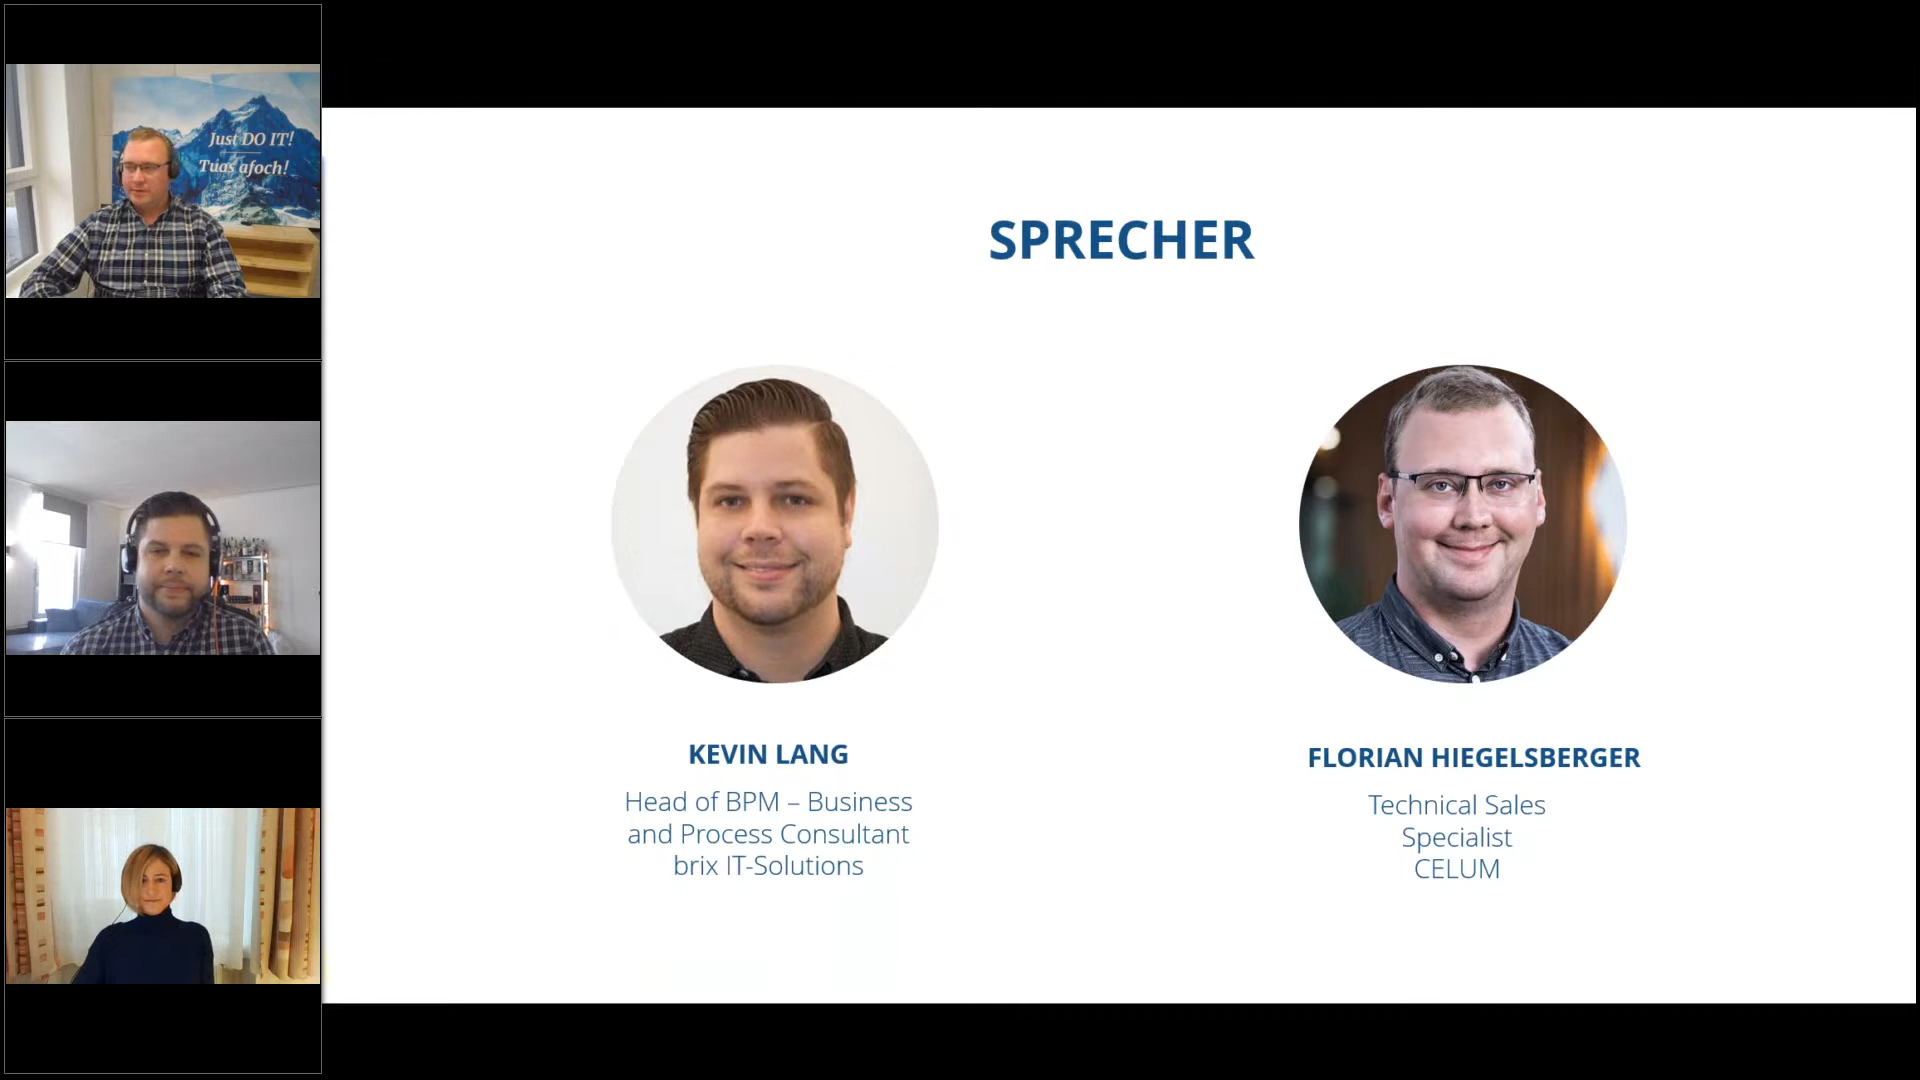 Just DO IT!
Tuas afoch!
SPRECHER
KEVIN LANG
Head of BPM – Business
and Process Consultant
brix IT-Solutions
FLORIAN HIEGELSBERGER
Technical Sales
Specialist
CELUM